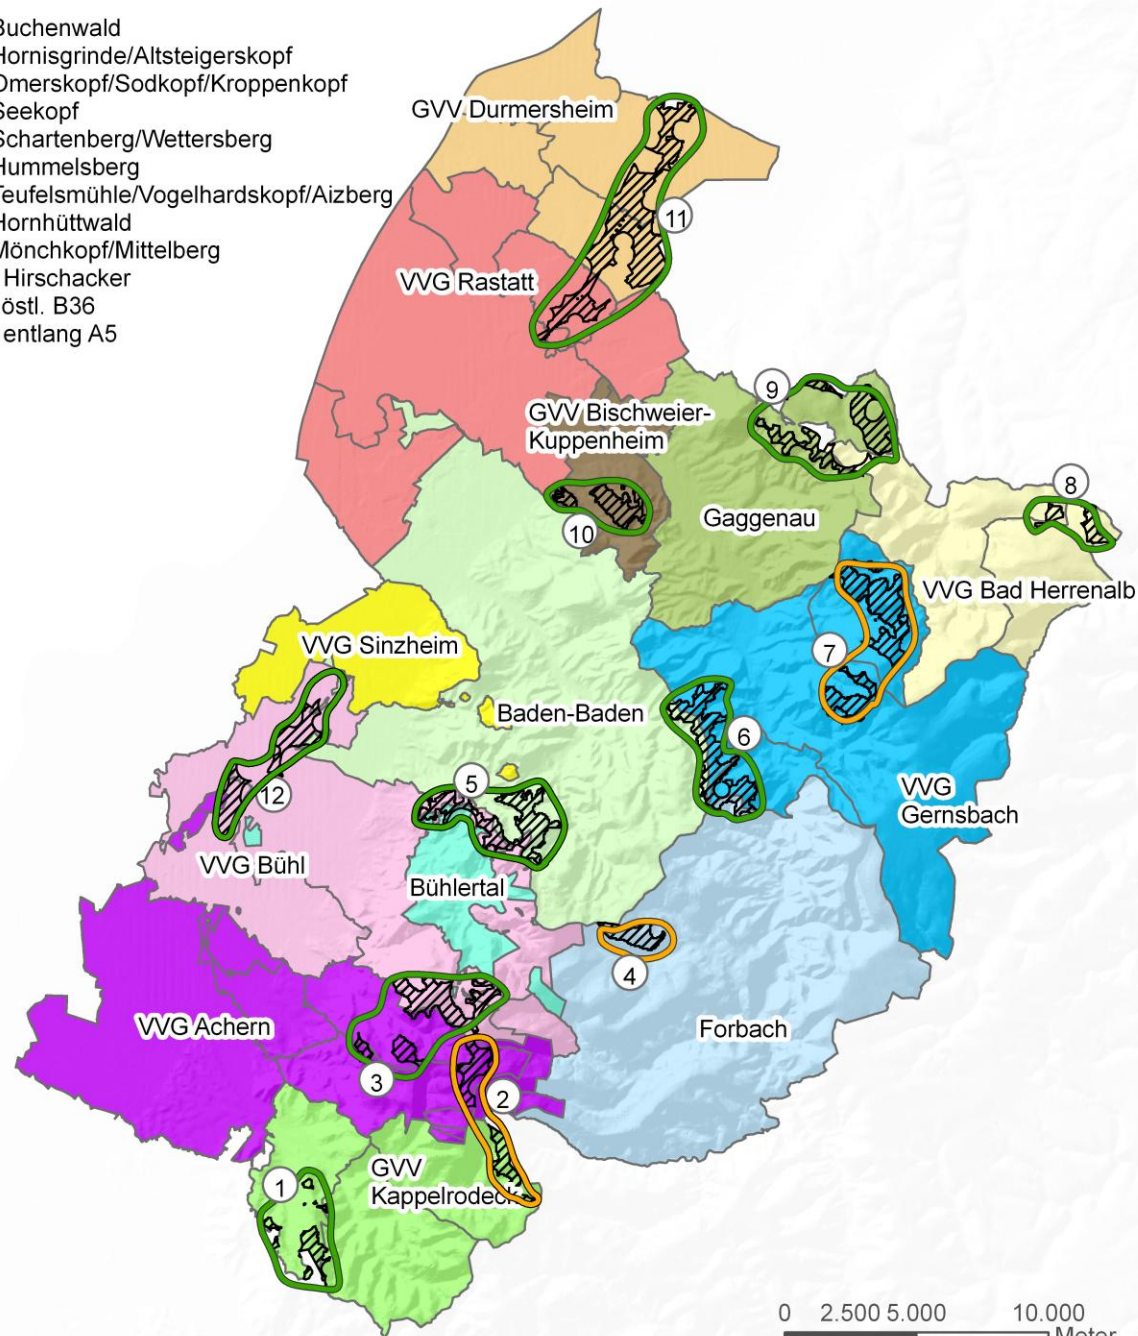 Buchenwald
Hornisgrinde/Altsteigerskopf
Omerskopf/Sodkopf/Kroppenkopf
Seekopf
Schartenberg/Wettersberg
Hummelsberg
Teufelsmühle/Vogelhardskopf/Aizberg
Hornhüttwald
Mönchkopf/Mittelberg
Hirschacker
östl. B36
entlang A5
GVV Durmersheim
11
VVG Rastatt
9
GVV Bischweier-
Kuppenheim
8
Gaggenau
10
VVG Bad Herrenalb
VVG Sinzheim
7
Baden-Baden
6
5
12
VVG
Gernsbach
VVG Bühl
Bühlertal
4
VVG Achern
Forbach
3
2
GVV
Kappelrodeck
1
0 2.500 5.000 10.000
Meter